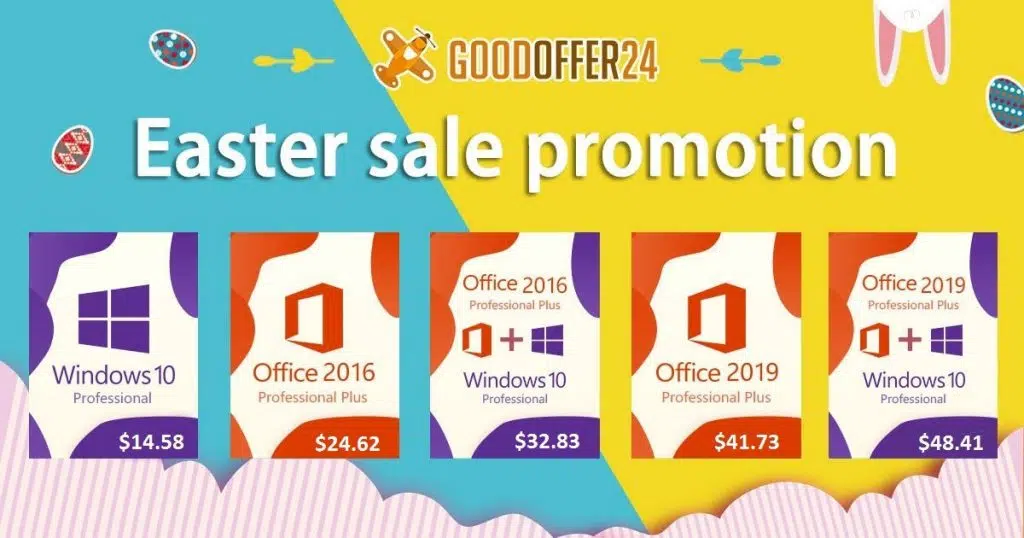 GOODOFFER24
Easter sale promotion
Windows 10
Professional
$14.58
Office 2016
Professional Plus
$24.62
Office 2016
Professional Plus
+
Windows 10
Professional
$32.83
Office 2019
Professional Plus
$41.73
Office 2019
Professional Plus
+
Windows 10
Professional
$48.41